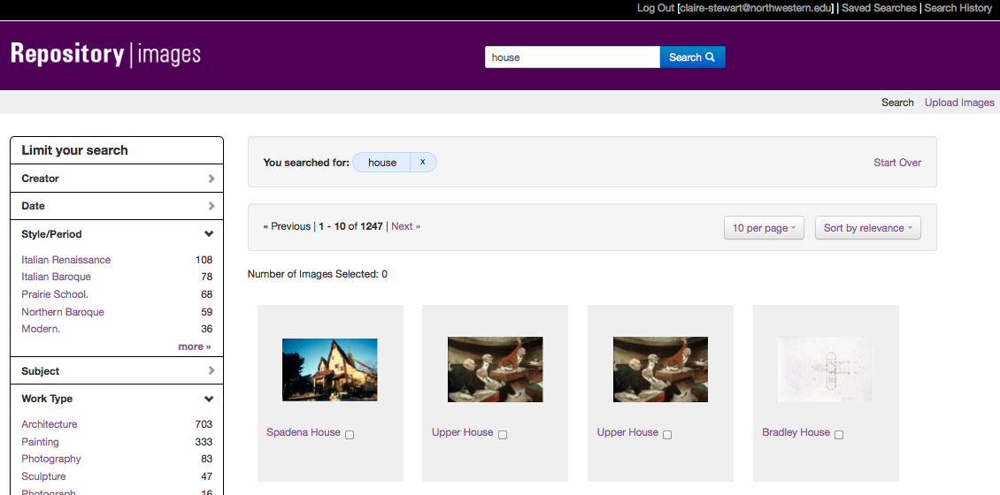 Log Out [claire-stewart@northwestern.edu] | Saved Searches | Search History
Repository | images
house
Search
Search Upload Images
Limit your search
Creator
Date
Style/Period
Italian Renaissance 108
Italian Baroque 78
Prairie School. 68
Northern Baroque 59
Modern. 36
more »
Subject
Work Type
Architecture 703
Painting 333
Photography 83
Sculpture 47
Photograph 16
You searched for: house x
Start Over
« Previous | 1 - 10 of 1247 | Next »
10 per page
Sort by relevance
Number of Images Selected: 0
Spadena House
Upper House
Upper House
Bradley House